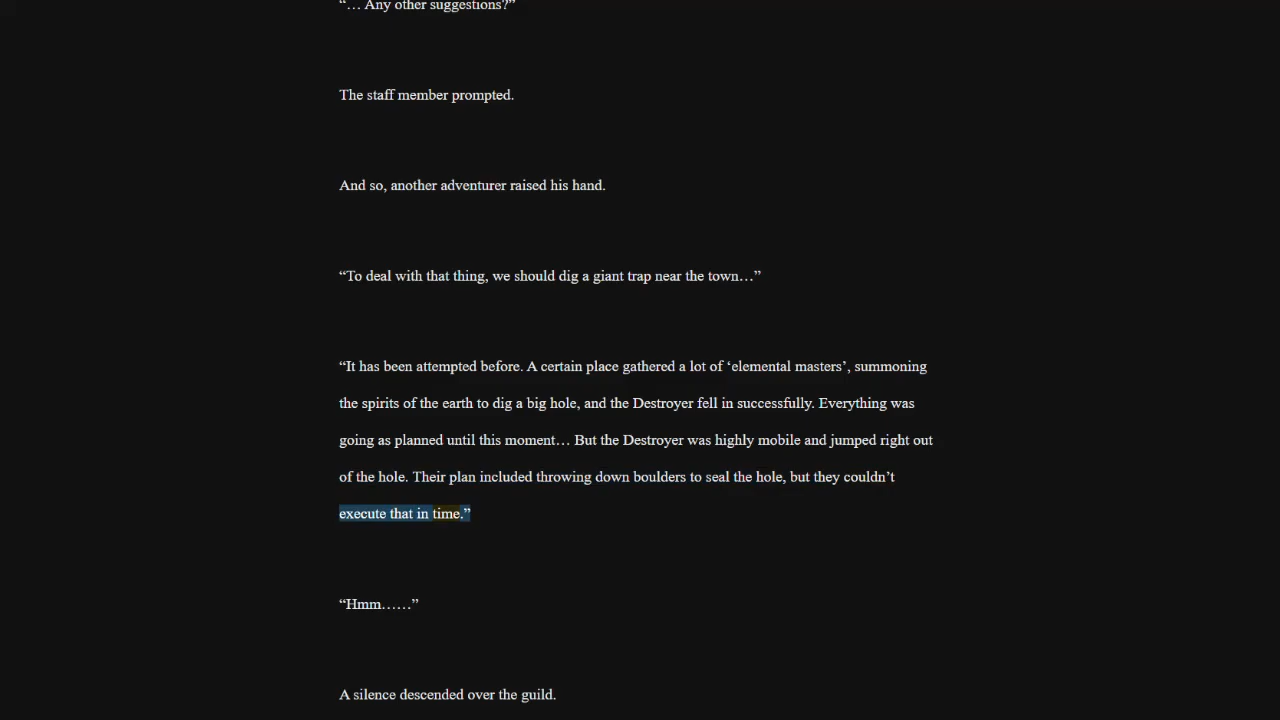 “… Any other suggestions?”
The staff member prompted.
And so, another adventurer raised his hand.
“To deal with that thing, we should dig a giant trap near the town…”
“It has been attempted before. A certain place gathered a lot of ‘elemental masters’, summoning
the spirits of the earth to dig a big hole, and the Destroyer fell in successfully. Everything was
going as planned until this moment… But the Destroyer was highly mobile and jumped right out
of the hole. Their plan included throwing down boulders to seal the hole, but they couldn’t
execute that in time.”
“Hmm……”
A silence descended over the guild.